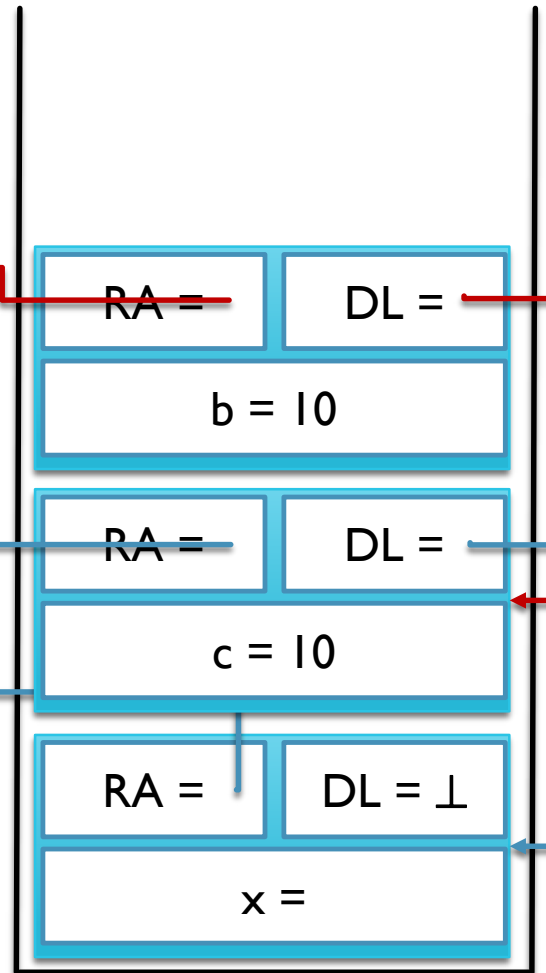 RA = DL =
b = 10
RA = DL =
c = 10
RA = DL = ⊥
x =